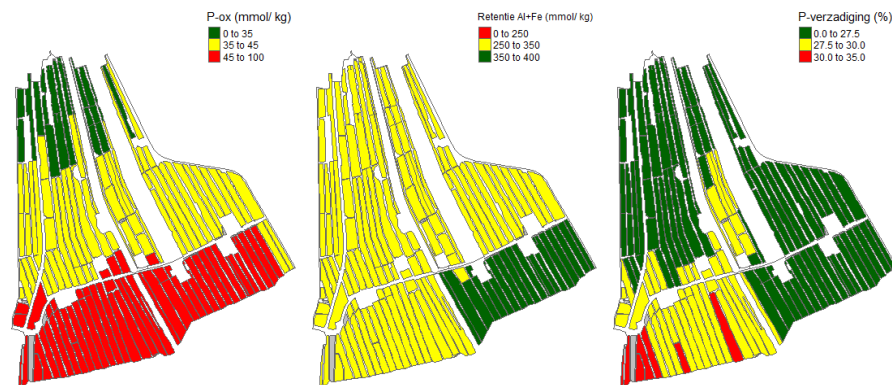 P-ox (mmol/ kg)
0 to 35
35 to 45
45 to 100
Retentie Al+Fe (mmol/ kg)
0 to 250
250 to 350
350 to 400
P-verzadiging (%)
0.0 to 27.5
27.5 to 30.0
30.0 to 35.0